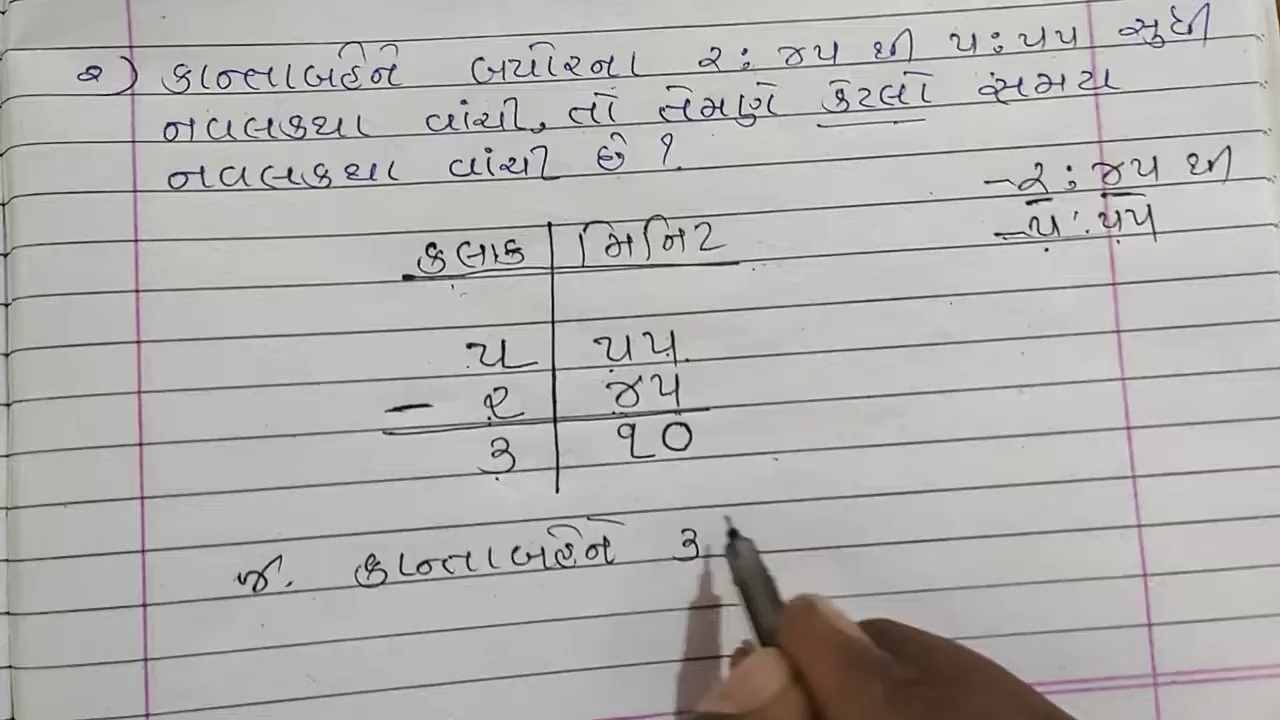 ૨) કાન્તાબહેને બપોરના ૨:૪૫ થી ૫:૫૫ સુધી
નવલકથા વાંચી, તો તેમણે કેટલો સમય
નવલકથા વાંચી હશે ?
- ૨:૪૫ થી
- ૫:૫૫
કલાક | મિનિટ
૫ | ૫૫
- ૨ | ૪૫
૩ | ૧૦
જ. કાન્તાબહેને ૩